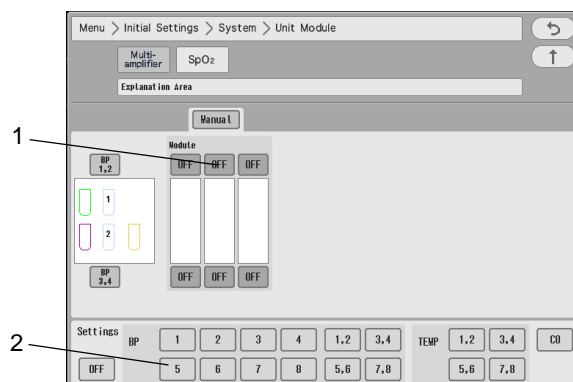 Menu > Initial Settings > System > Unit Module
Multi-
amplifier
SpO₂
Explanation Area
Manual
1
Module
BP
1,2
OFF OFF OFF
1
2
BP
3,4
OFF OFF OFF
Settings
BP 1 2 3 4 1,2 3,4 TEMP 1,2 3,4 CO
2
OFF 5 6 7 8 5,6 7,8 5,6 7,8